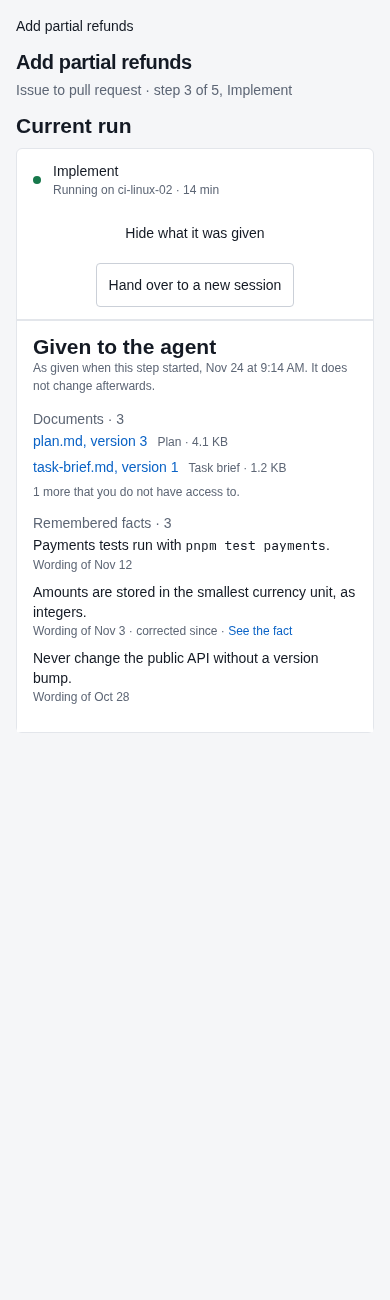 Add partial refunds
Add partial refunds
Issue to pull request · step 3 of 5, Implement
Current run
Implement
Running on ci-linux-02 · 14 min
Hide what it was given
Hand over to a new session
Given to the agent
As given when this step started, Nov 24 at 9:14 AM. It does
not change afterwards.
Documents · 3
plan.md, version 3 Plan · 4.1 KB
task-brief.md, version 1 Task brief · 1.2 KB
1 more that you do not have access to.
Remembered facts · 3
Payments tests run with pnpm test payments.
Wording of Nov 12
Amounts are stored in the smallest currency unit, as
integers.
Wording of Nov 3 · corrected since · See the fact
Never change the public API without a version
bump.
Wording of Oct 28